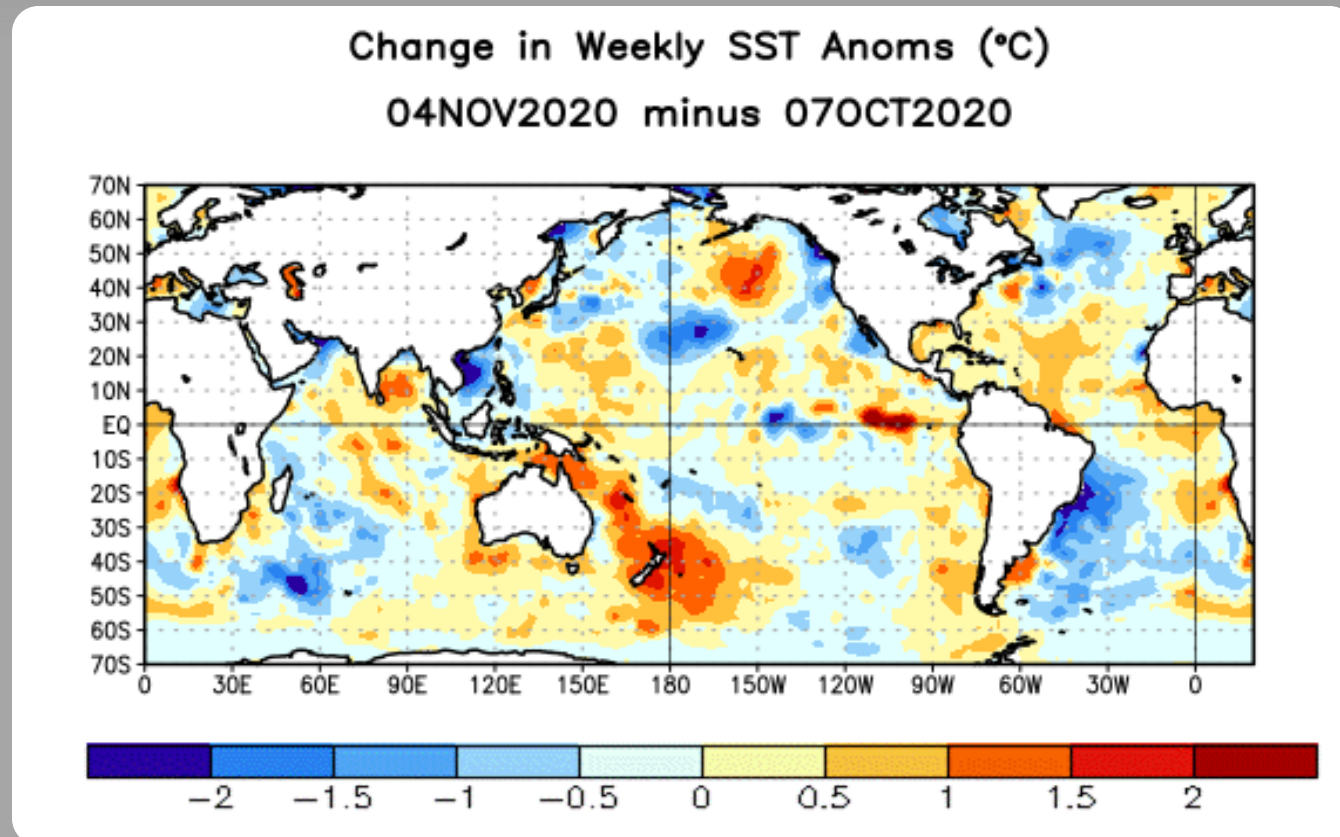 Change in Weekly SST Anoms (°C)
04NOV2020 minus 07OCT2020
70N
60N
50N
40N
30N
20N
10N
EQ
10S
20S
30S
40S
50S
60S
70S
0 30E 60E 90E 120E 150E 180 150W 120W 90W 60W 30W 0
−2 −1.5 −1 −0.5 0 0.5 1 1.5 2